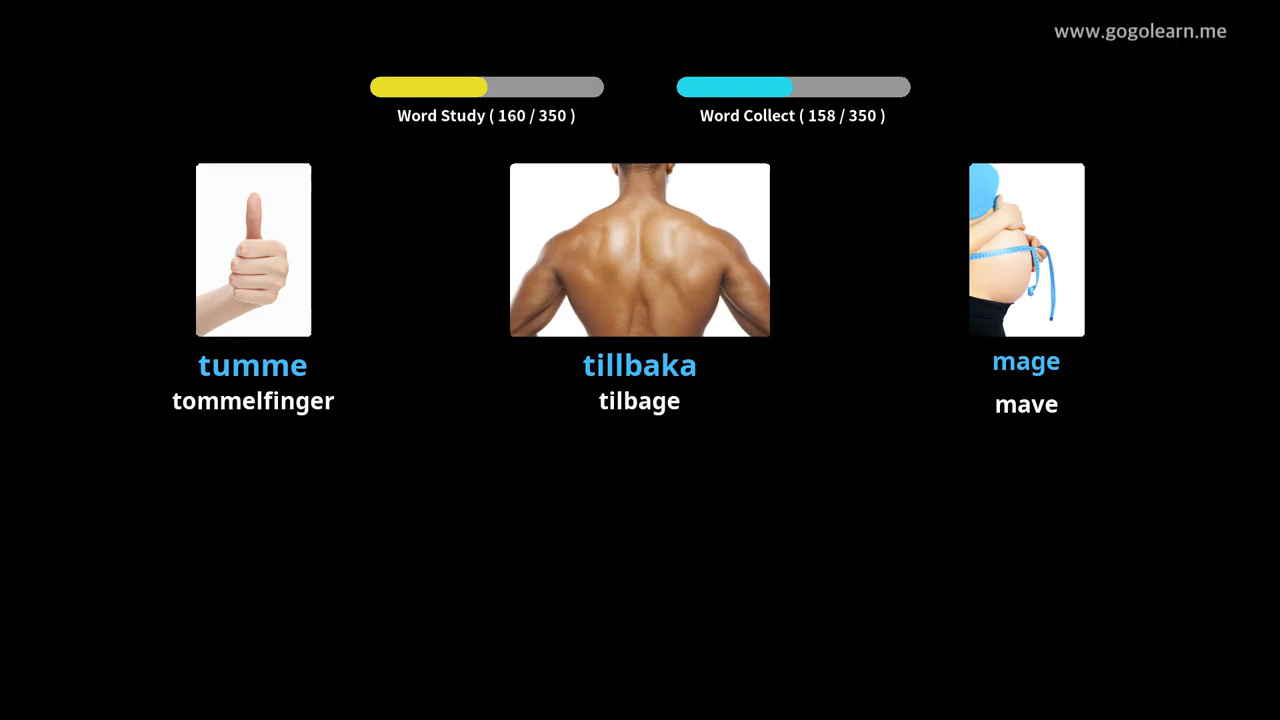 www.gogolearn.me
Word Study ( 160 / 350 )
Word Collect ( 158 / 350 )
tumme
tommelfinger
tillbaka
tilbage
mage
mave